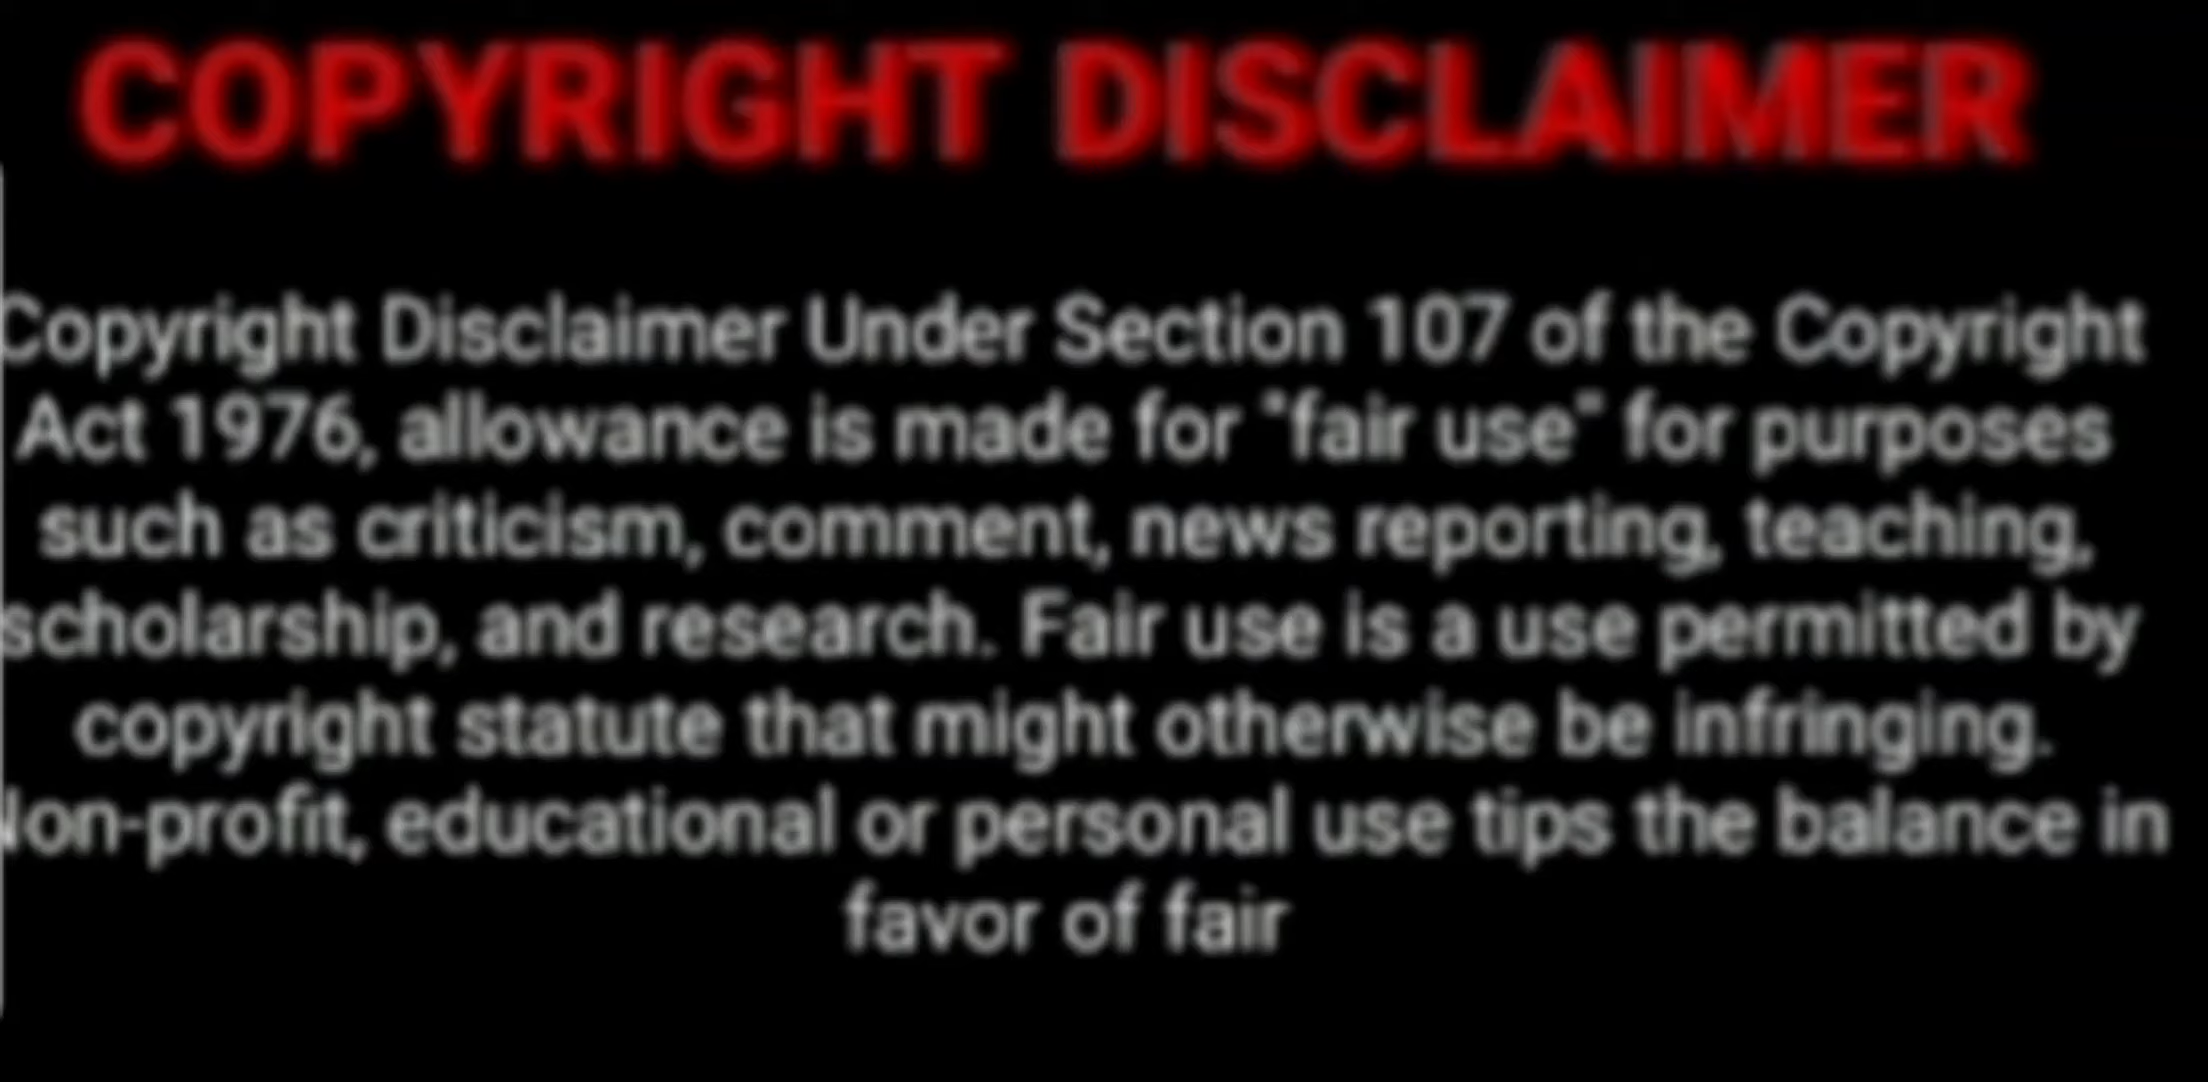 COPYRIGHT DISCLAIMER
Copyright Disclaimer Under Section 107 of the Copyright
Act 1976, allowance is made for "fair use" for purposes
such as criticism, comment, news reporting, teaching,
scholarship, and research. Fair use is a use permitted by
copyright statute that might otherwise be infringing.
Non-profit, educational or personal use tips the balance in
favor of fair